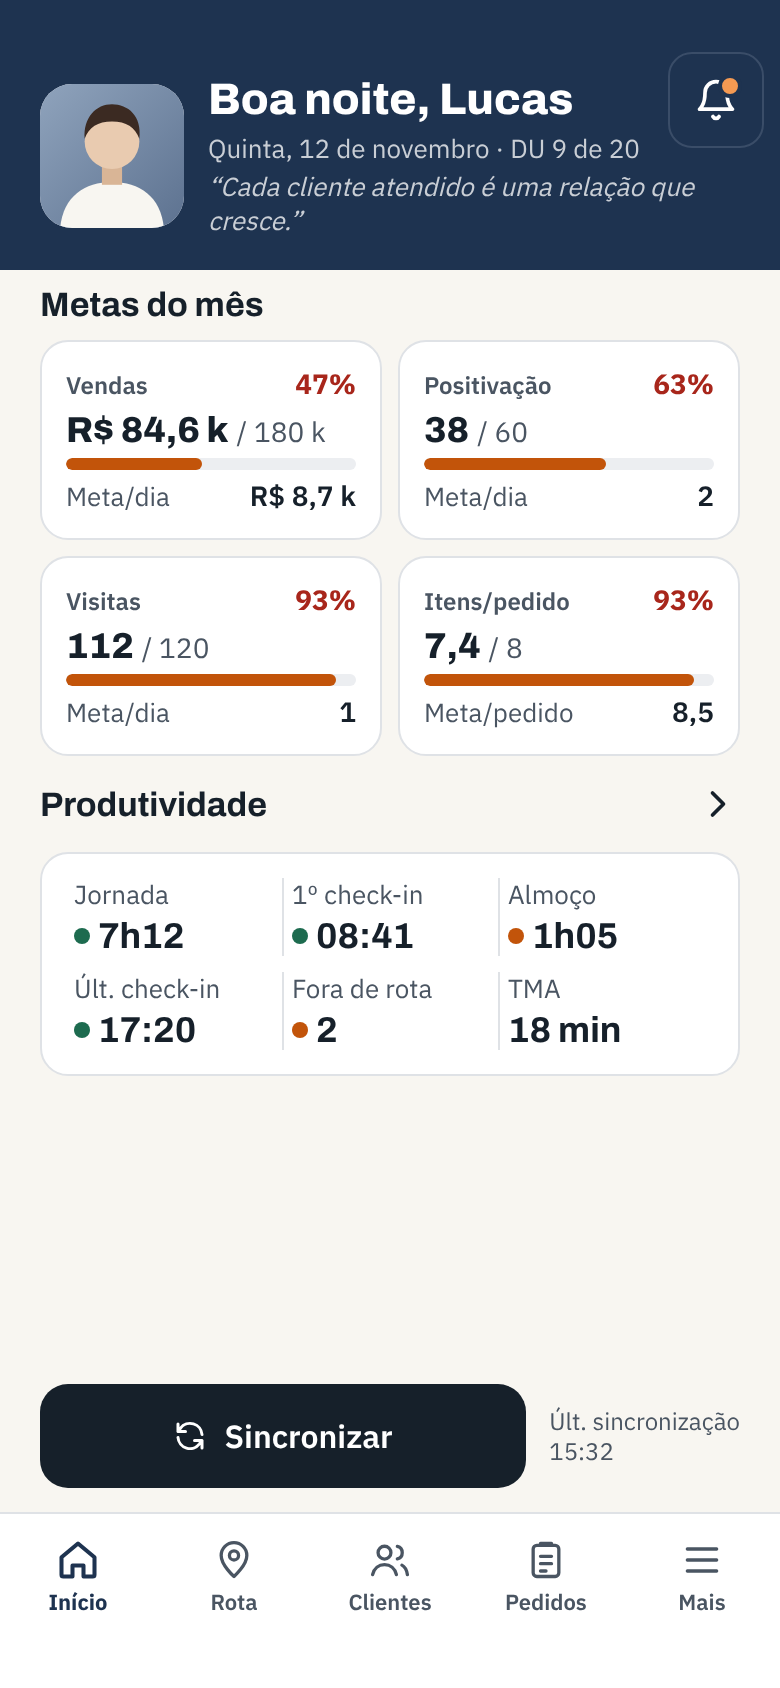 Boa noite, Lucas
Quinta, 12 de novembro · DU 9 de 20
“Cada cliente atendido é uma relação que
cresce.”
Metas do mês
Vendas 47%
R$ 84,6 k / 180 k
Meta/dia R$ 8,7 k
Positivação 63%
38 / 60
Meta/dia 2
Visitas 93%
112 / 120
Meta/dia 1
Itens/pedido 93%
7,4 / 8
Meta/pedido 8,5
Produtividade
Jornada
7h12
1º check-in
08:41
Almoço
1h05
Últ. check-in
17:20
Fora de rota
2
TMA
18 min
Sincronizar
Últ. sincronização
15:32
Início
Rota
Clientes
Pedidos
Mais